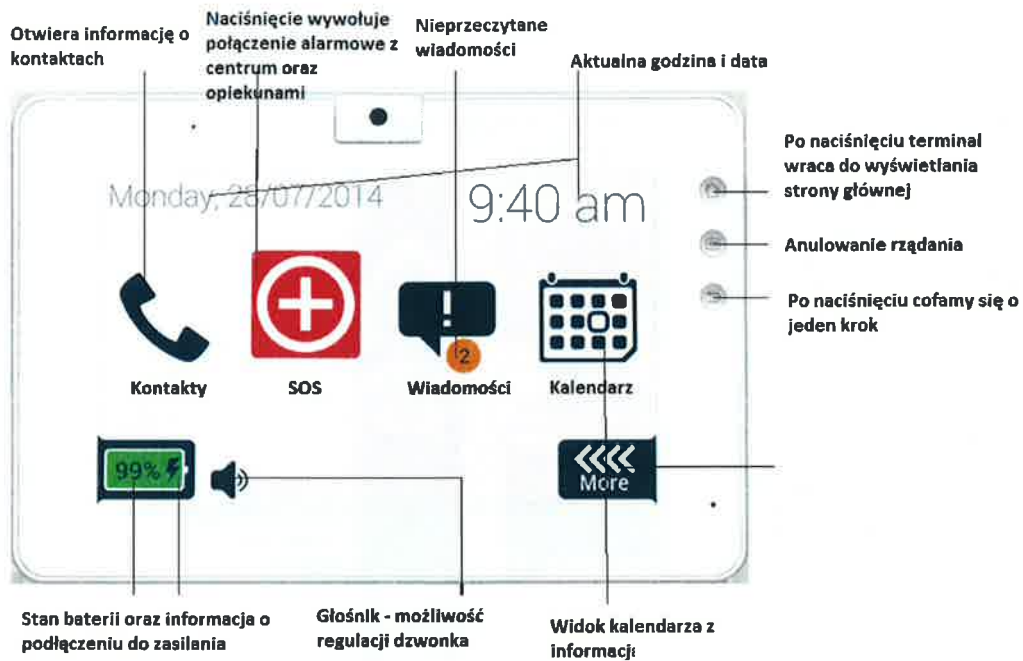 Otwiera informację o
kontaktach
Naciśnięcie wywołuje
połączenie alarmowe z
centrum oraz
opiekunami
Nieprzeczytane
wiadomości
Aktualna godzina i data
Po naciśnięciu terminal
wraca do wyświetlania
strony głównej
Anulowanie rządania
Po naciśnięciu cofamy się o
jeden krok
Monday, 28/07/2014
9:40 am
2
Kontakty
SOS
Wiadomości
Kalendarz
99%
More
Stan baterii oraz informacja o
podłączeniu do zasilania
Głośnik - możliwość
regulacji dzwonka
Widok kalendarza z
informacji